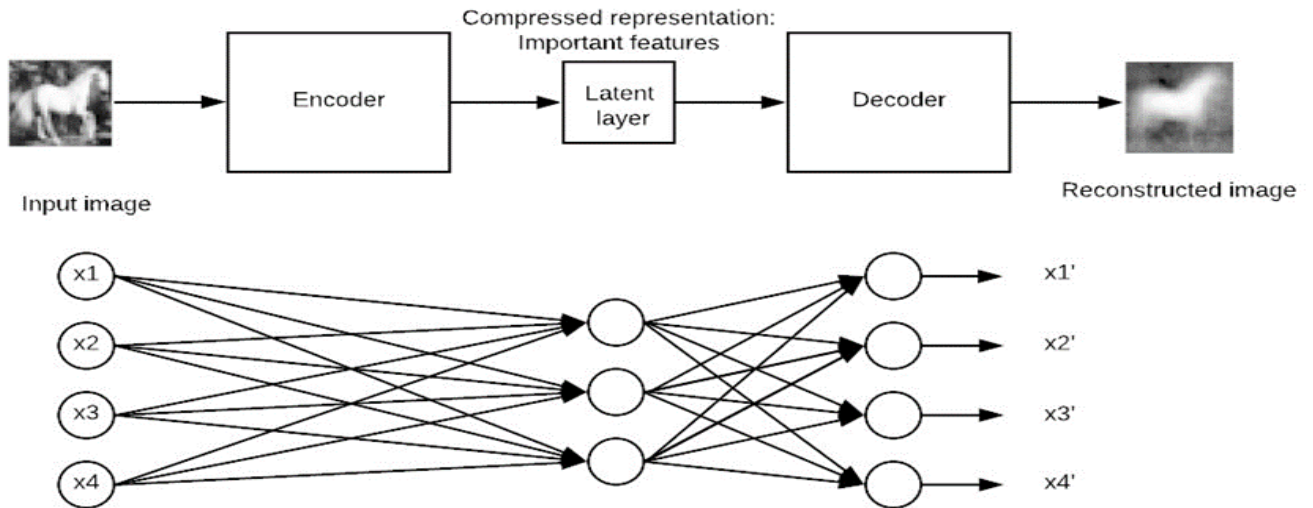 Compressed representation:
Important features
Encoder
Latent
layer
Decoder
Input image
Reconstructed image
x1
x1'
x2
x2'
x3
x3'
x4
x4'